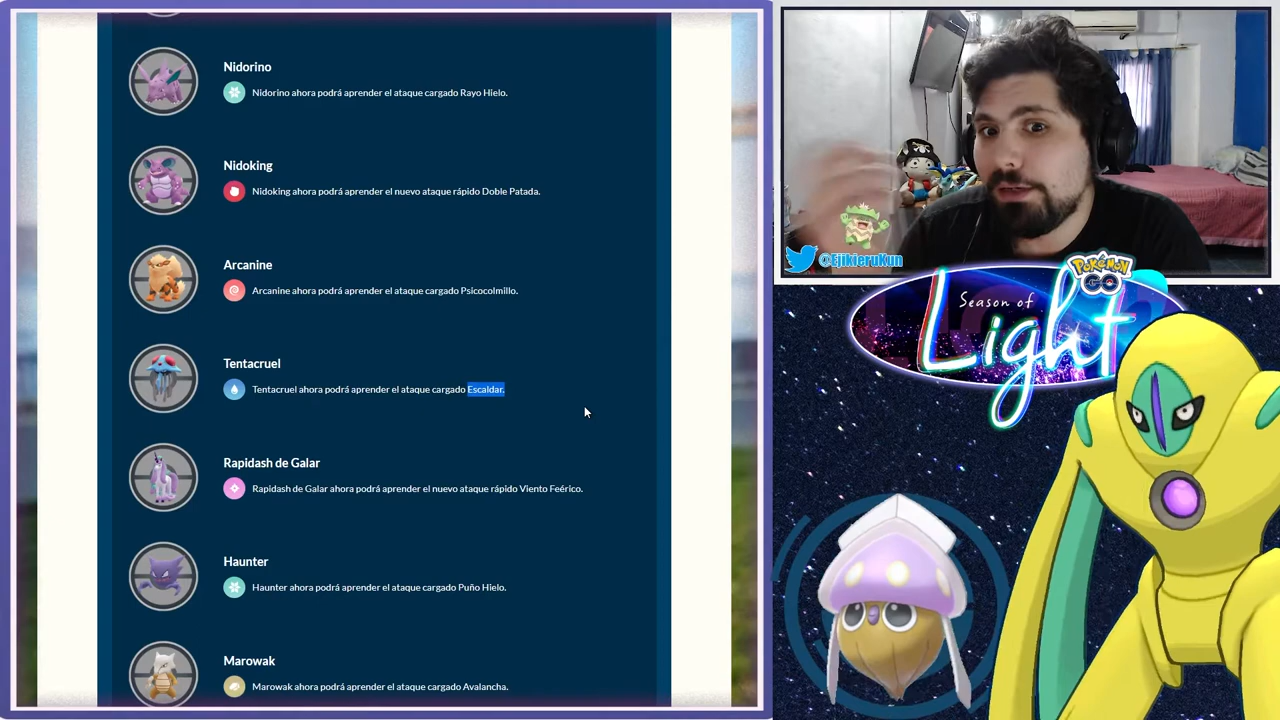 Nidorino
Nidorino ahora podrá aprender el ataque cargado Rayo Hielo.
Nidoking
Nidoking ahora podrá aprender el nuevo ataque rápido Doble Patada.
Arcanine
Arcanine ahora podrá aprender el ataque cargado Psicocolmillo.
Tentacruel
Tentacruel ahora podrá aprender el ataque cargado Escaldar.
Rapidash de Galar
Rapidash de Galar ahora podrá aprender el nuevo ataque rápido Viento Feérico.
Haunter
Haunter ahora podrá aprender el ataque cargado Puño Hielo.
Marowak
Marowak ahora podrá aprender el ataque cargado Avalancha.
@EjikieruKun
POKéMON
GO
Season of
Light